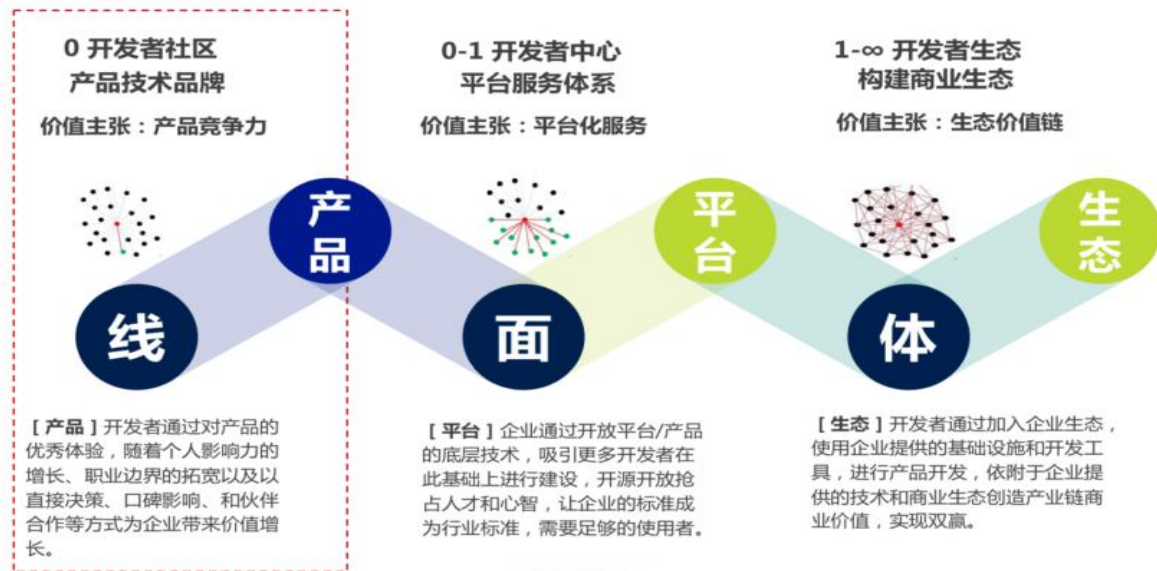 0 开发者社区
产品技术品牌
价值主张：产品竞争力
0-1 开发者中心
平台服务体系
价值主张：平台化服务
1-∞ 开发者生态
构建商业生态
价值主张：生态价值链
线
产品
面
平台
体
生态
[ 产品 ] 开发者通过对产品的
优秀体验，随着个人影响力的
增长、职业边界的拓宽以及以
直接决策、口碑影响、和伙伴
合作等方式为企业带来价值增
长。
[ 平台 ] 企业通过开放平台/产品
的底层技术，吸引更多开发者在
此基础上进行建设，开源开放抢
占人才和心智，让企业的标准成
为行业标准，需要足够的使用者。
[ 生态 ] 开发者通过加入企业生态，
使用企业提供的基础设施和开发工
具，进行产品开发，依附于企业提
供的技术和商业生态创造产业链商
业价值，实现双赢。